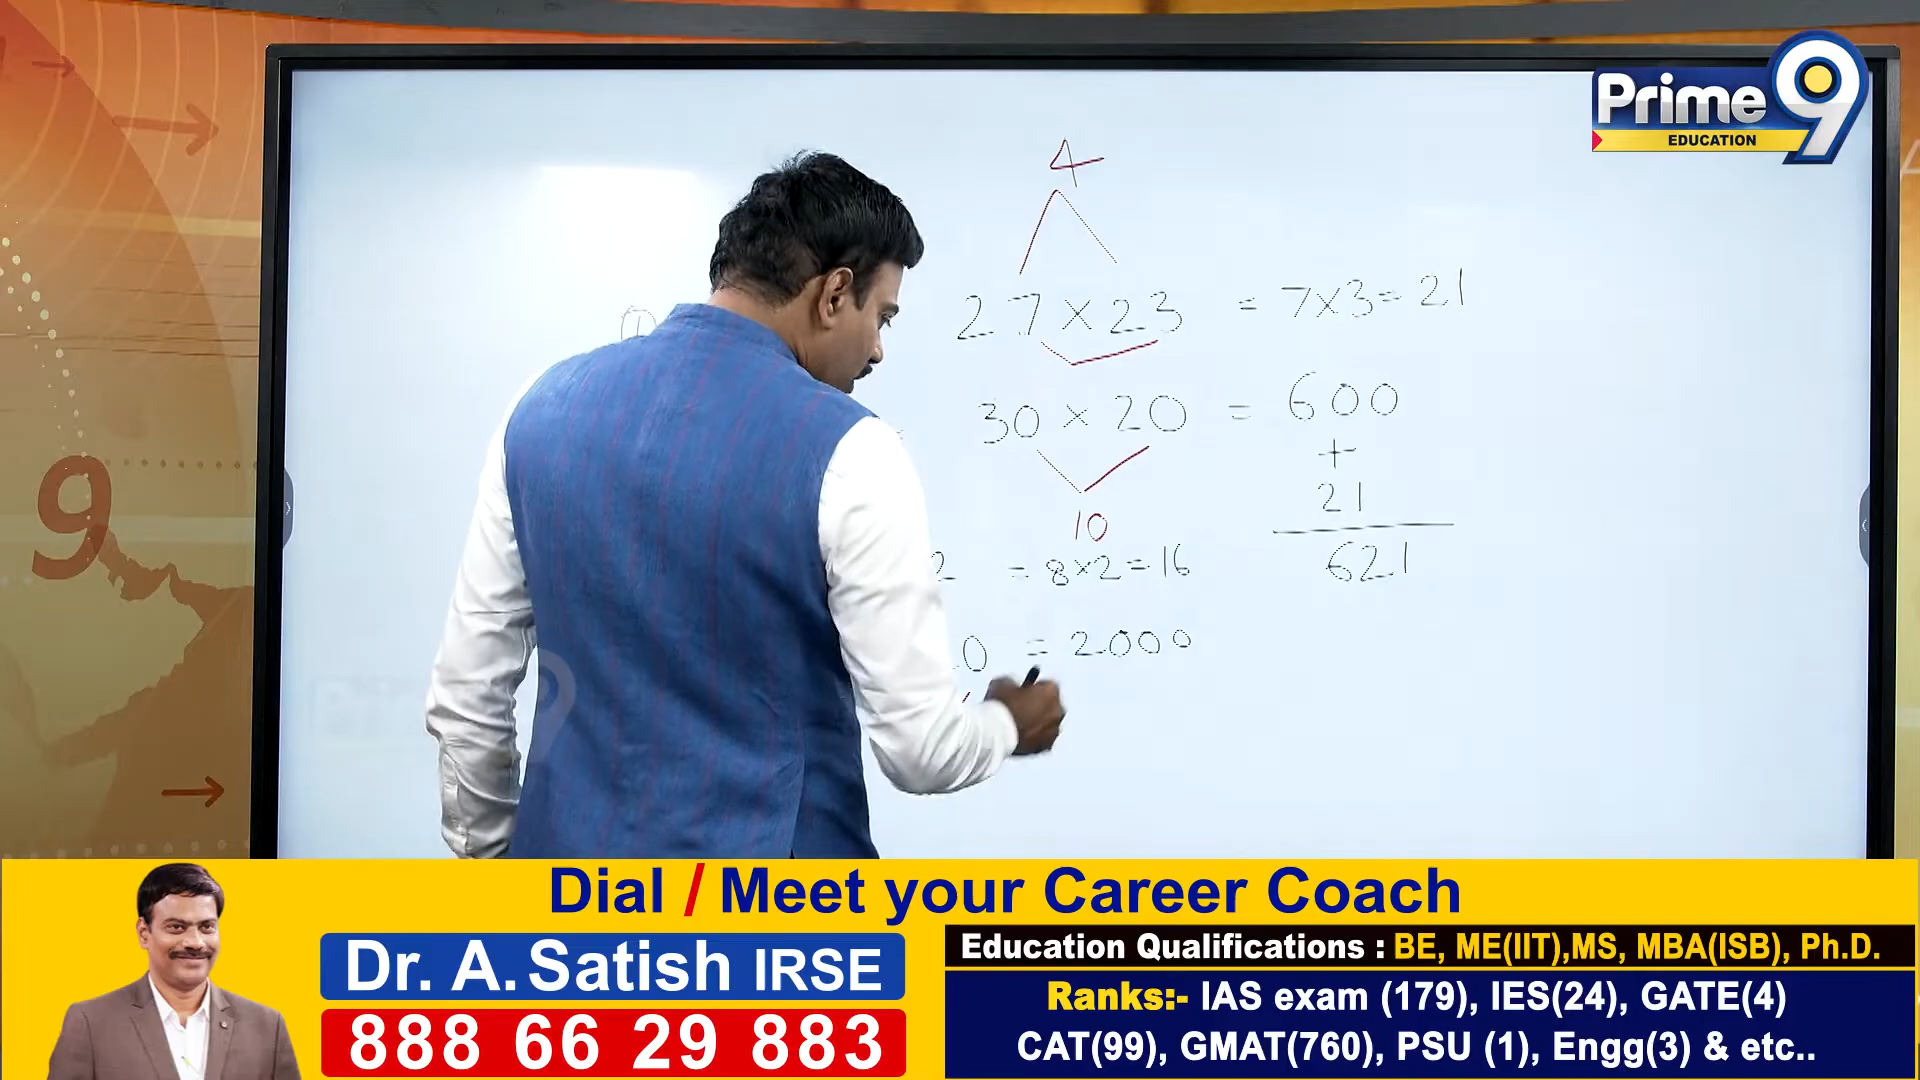 Prime 9
EDUCATION
4
27 × 23 = 7×3 = 21
30 × 20 = 600
+
21
10
621
2 = 8×2 = 16
0 = 2000
9
Dial / Meet your Career Coach
Dr. A. Satish IRSE
888 66 29 883
Education Qualifications : BE, ME(IIT),MS, MBA(ISB), Ph.D.
Ranks:- IAS exam (179), IES(24), GATE(4)
CAT(99), GMAT(760), PSU (1), Engg(3) & etc..